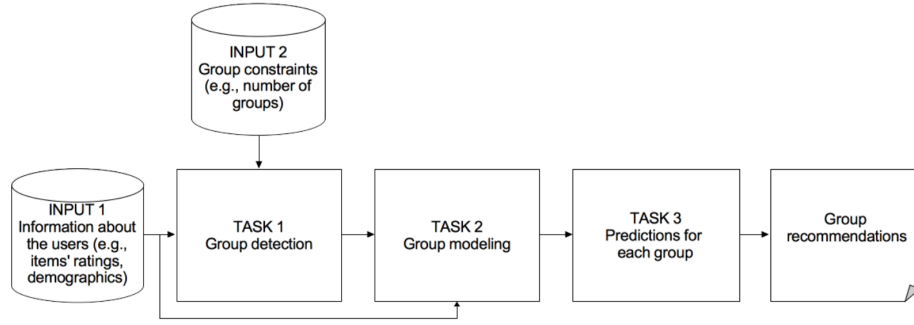 INPUT 2
Group constraints
(e.g., number of
groups)
INPUT 1
Information about
the users (e.g.,
items' ratings,
demographics)
TASK 1
Group detection
TASK 2
Group modeling
TASK 3
Predictions for
each group
Group
recommendations